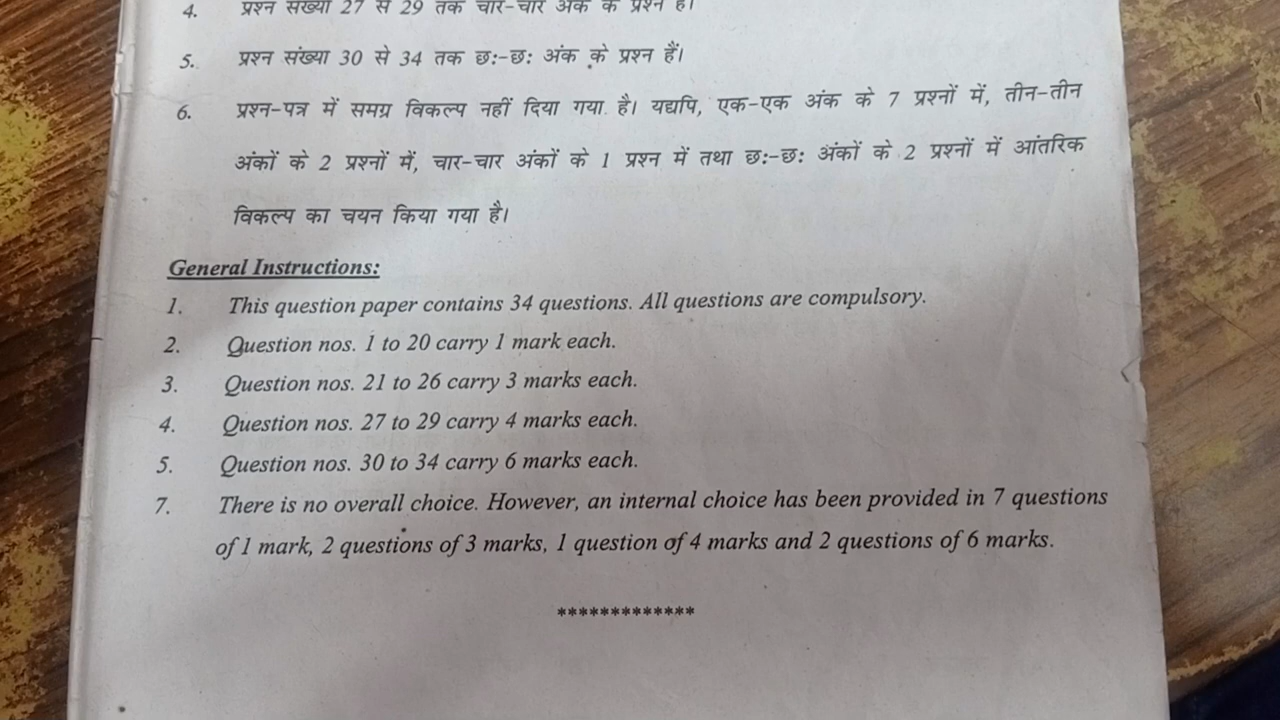 4. प्रश्न संख्या 27 से 29 तक चार-चार अंक के प्रश्न हैं।
5. प्रश्न संख्या 30 से 34 तक छ:-छ: अंक के प्रश्न हैं।
6. प्रश्न-पत्र में समग्र विकल्प नहीं दिया गया है। यद्यपि, एक-एक अंक के 7 प्रश्नों में, तीन-तीन
अंकों के 2 प्रश्नों में, चार-चार अंकों के 1 प्रश्न में तथा छ:-छ: अंकों के 2 प्रश्नों में आंतरिक
विकल्प का चयन किया गया है।
General Instructions:
1. This question paper contains 34 questions. All questions are compulsory.
2. Question nos. 1 to 20 carry 1 mark each.
3. Question nos. 21 to 26 carry 3 marks each.
4. Question nos. 27 to 29 carry 4 marks each.
5. Question nos. 30 to 34 carry 6 marks each.
7. There is no overall choice. However, an internal choice has been provided in 7 questions
of 1 mark, 2 questions of 3 marks, 1 question of 4 marks and 2 questions of 6 marks.
*************